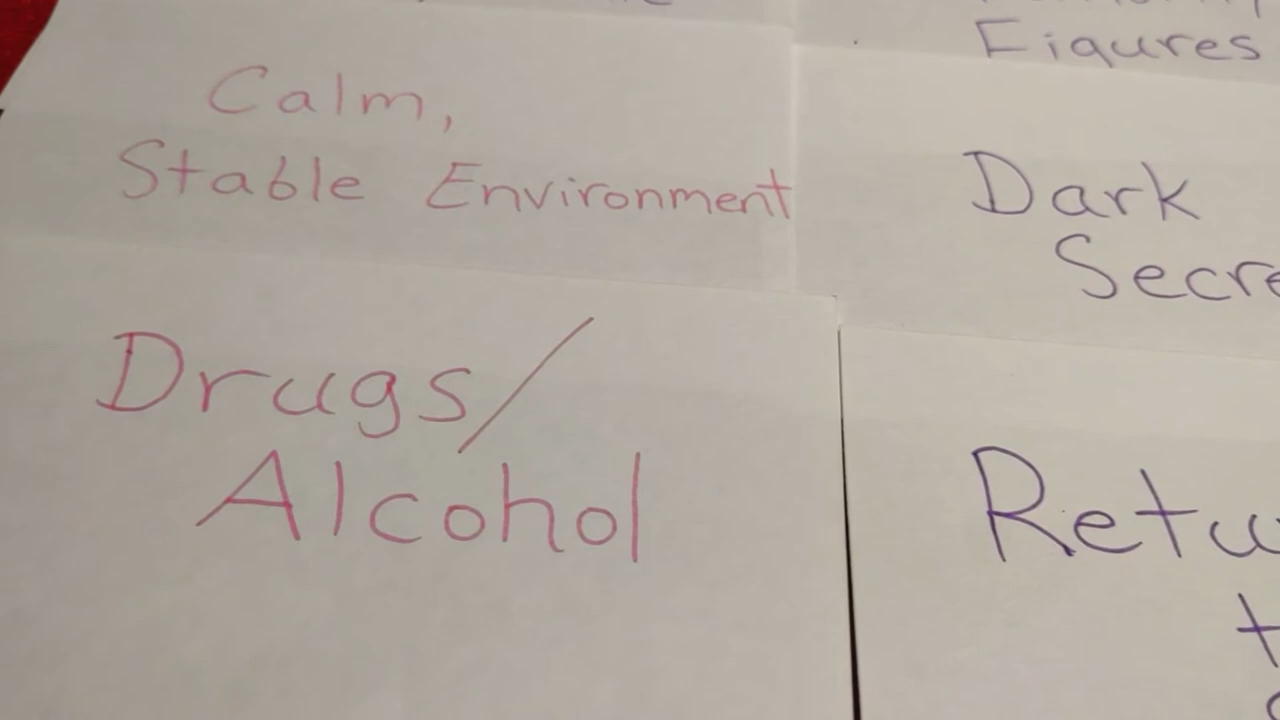 Calm,
Stable Environment
Drugs/
Alcohol
Figures
Dark